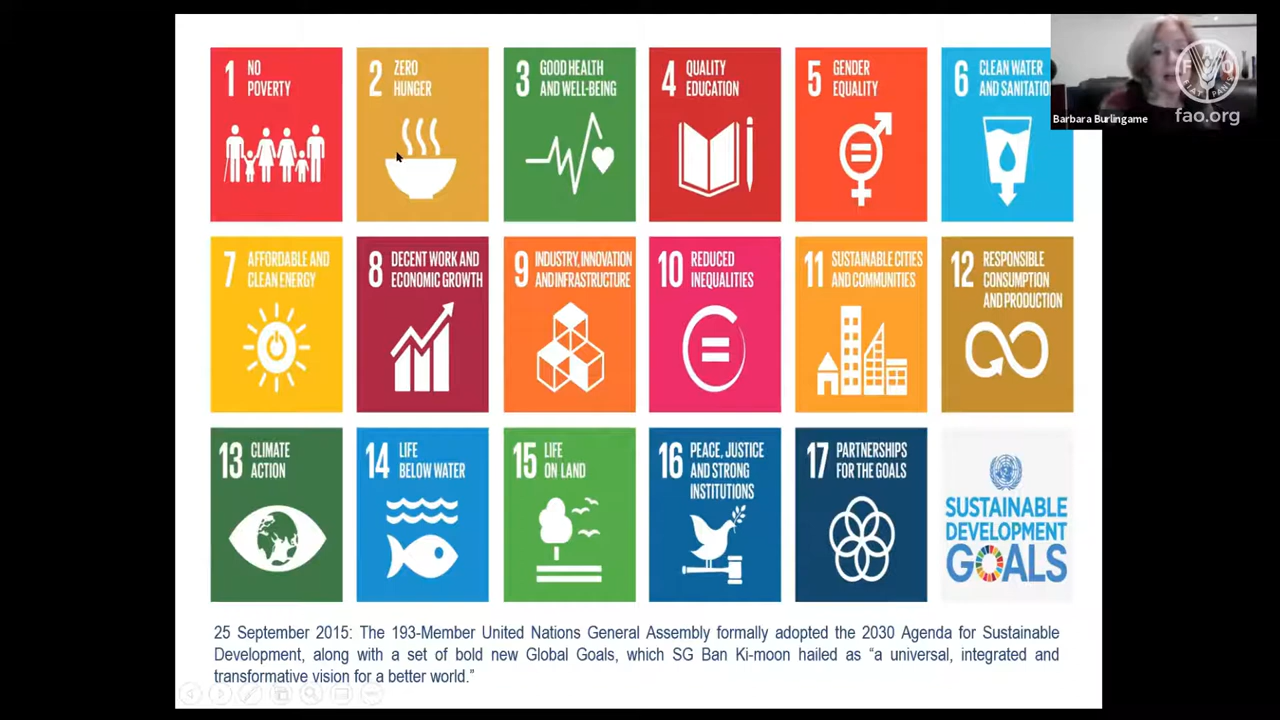 1 NO POVERTY
2 ZERO HUNGER
3 GOOD HEALTH AND WELL-BEING
4 QUALITY EDUCATION
5 GENDER EQUALITY
6 CLEAN WATER AND SANITATIO
Barbara Burlingame
FAO
FIAT PANIS
fao.org
7 AFFORDABLE AND CLEAN ENERGY
8 DECENT WORK AND ECONOMIC GROWTH
9 INDUSTRY, INNOVATION AND INFRASTRUCTURE
10 REDUCED INEQUALITIES
11 SUSTAINABLE CITIES AND COMMUNITIES
12 RESPONSIBLE CONSUMPTION AND PRODUCTION
13 CLIMATE ACTION
14 LIFE BELOW WATER
15 LIFE ON LAND
16 PEACE, JUSTICE AND STRONG INSTITUTIONS
17 PARTNERSHIPS FOR THE GOALS
SUSTAINABLE
DEVELOPMENT
GOALS
25 September 2015: The 193-Member United Nations General Assembly formally adopted the 2030 Agenda for Sustainable
Development, along with a set of bold new Global Goals, which SG Ban Ki-moon hailed as “a universal, integrated and
transformative vision for a better world.”